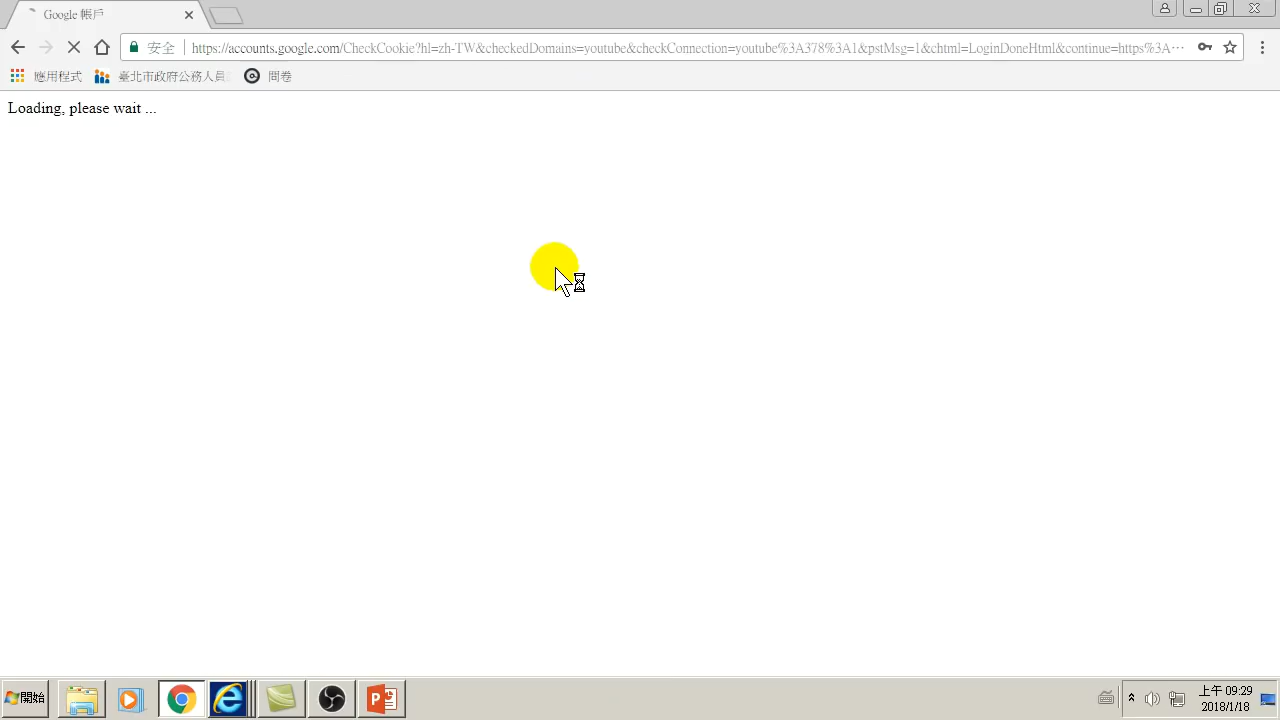 Google 帳戶
安全
https://accounts.google.com/CheckCookie?hl=zh-TW&checkedDomains=youtube&checkConnection=youtube%3A378%3A1&pstMsg=1&chtml=LoginDoneHtml&continue=https%3A…
應用程式 臺北市政府公務人員 問卷
Loading, please wait ...
開始
上午 09:29
2018/1/18